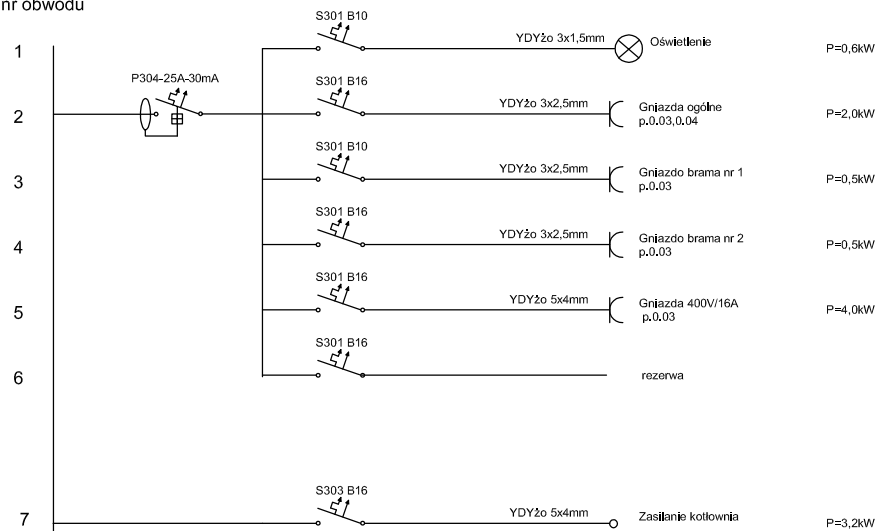 nr obwodu
1
S301 B10
YDYżo 3x1,5mm
Oświetlenie
P=0,6kW
P304-25A-30mA
2
S301 B16
YDYżo 3x2,5mm
Gniazda ogólne
p.0.03,0.04
P=2,0kW
3
S301 B10
YDYżo 3x2,5mm
Gniazdo brama nr 1
p.0.03
P=0,5kW
4
S301 B16
YDYżo 3x2,5mm
Gniazdo brama nr 2
p.0.03
P=0,5kW
5
S301 B16
YDYżo 5x4mm
Gniazda 400V/16A
p.0.03
P=4,0kW
6
S301 B16
rezerwa
7
S303 B16
YDYżo 5x4mm
Zasilanie kotłownia
P=3,2kW